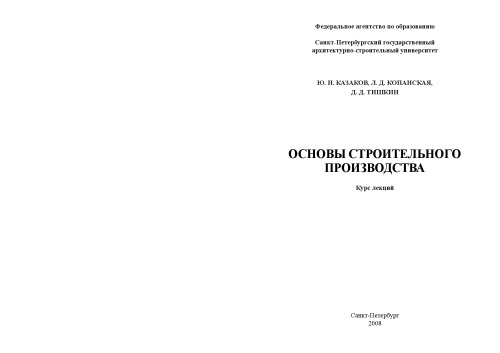 Федеральное агентство по образованию
Санкт-Петербургский государственный
архитектурно-строительный университет
Ю. Н. КАЗАКОВ, Л. Д. КОПАНСКАЯ,
Д. Д. ТИШКИН
ОСНОВЫ СТРОИТЕЛЬНОГО
ПРОИЗВОДСТВА
Курс лекций
Санкт-Петербург
2008